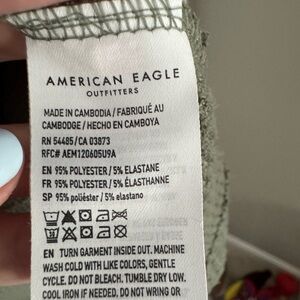 AMERICAN EAGLE
OUTFITTERS
MADE IN CAMBODIA / FABRIQUÉ AU
CAMBODGE / HECHO EN CAMBOYA
RN 54485 / CA 03873
RFC# AEM120605U9A
EN 95% POLYESTER / 5% ELASTANE
FR 95% POLYESTER / 5% ÉLASTHANNE
SP 95% poliéster / 5% elastano
EN TURN GARMENT INSIDE OUT. MACHINE
WASH COLD WITH LIKE COLORS, GENTLE
CYCLE. DO NOT BLEACH. TUMBLE DRY LOW.
COOL IRON IF NEEDED. DO NOT WRING OR